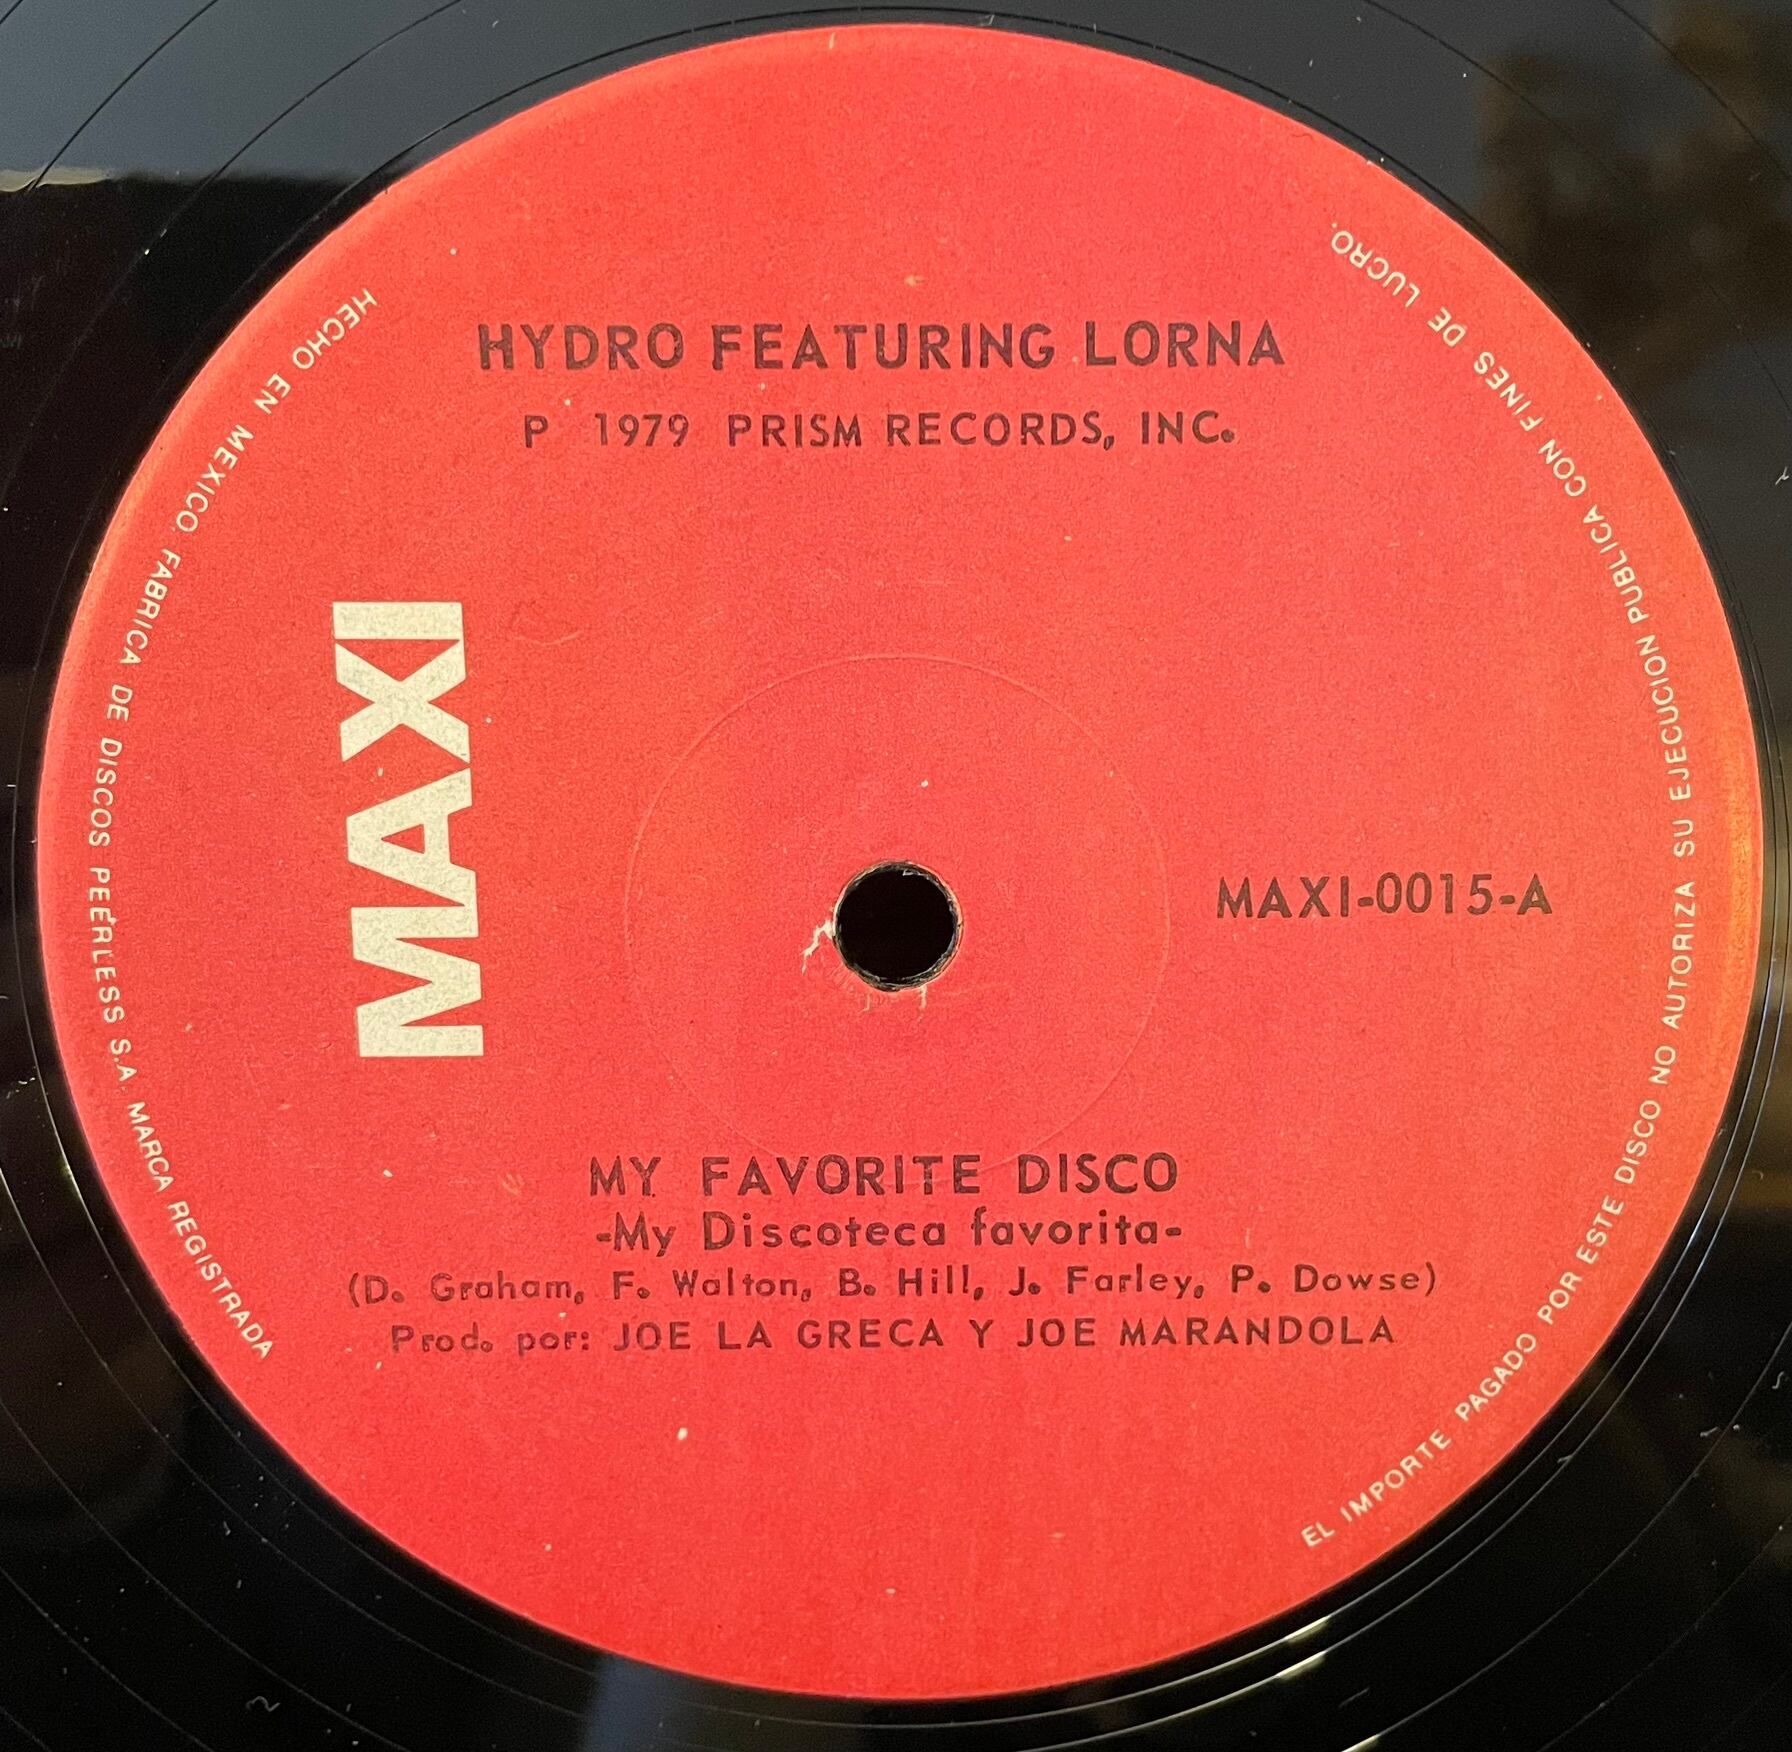 HYDRO FEATURING LORNA
P 1979 PRISM RECORDS, INC.
MAXI
MAXI-0015-A
MY FAVORITE DISCO
-My Discoteca favorita-
(D. Graham, F. Walton, B. Hill, J. Farley, P. Dowse)
Prod. por: JOE LA GRECA Y JOE MARANDOLA
HECHO EN MEXICO. FABRICA DE DISCOS PEERLESS S.A. MARCA REGISTRADA
EL IMPORTE PAGADO POR ESTE DISCO NO AUTORIZA SU EJECUCION PUBLICA CON FINES DE LUCRO.